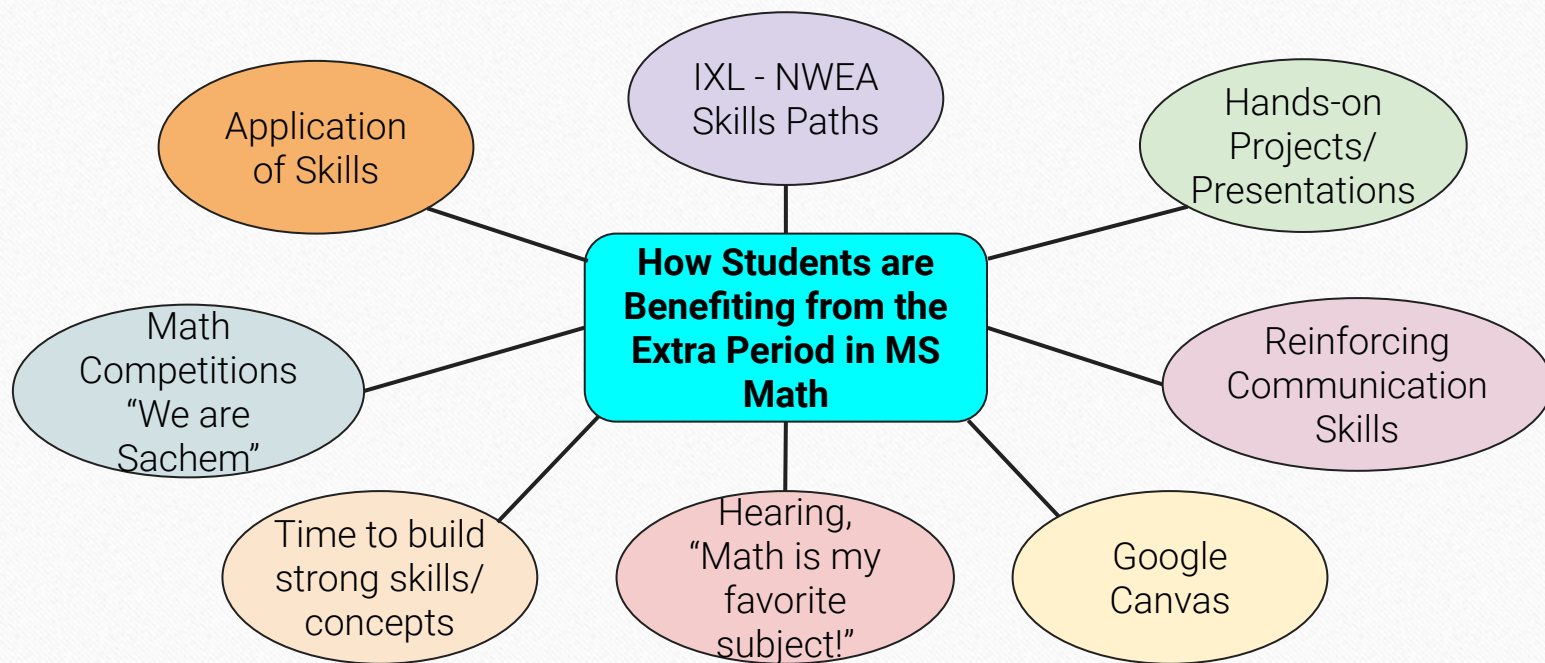 IXL - NWEA
Skills Paths
Application
of Skills
Hands-on
Projects/
Presentations
How Students are
Benefiting from the
Extra Period in MS
Math
Math
Competitions
“We are
Sachem”
Reinforcing
Communication
Skills
Time to build
strong skills/
concepts
Hearing,
“Math is my
favorite
subject!”
Google
Canvas